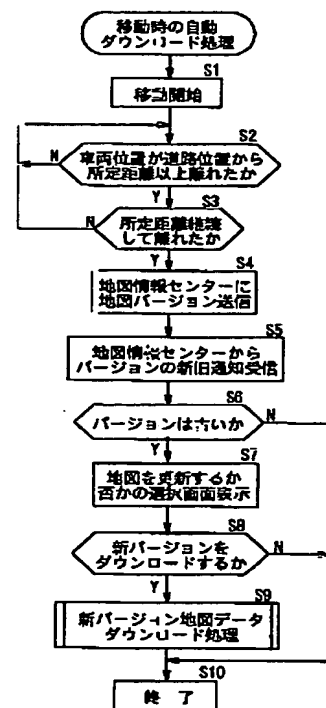 移動時の自動
ダウンロード処理
S1
移動開始
S2
車両位置が道路位置から
所定距離以上離れたか
N
Y
S3
所定距離継続
して離れたか
N
Y
S4
地図情報センターに
地図バージョン送信
S5
地図情報センターから
バージョンの新旧通知受信
S6
バージョンは古いか
N
Y
S7
地図を更新するか
否かの選択画面表示
S8
新バージョンを
ダウンロードするか
N
Y
S9
新バージョン地図データ
ダウンロード処理
S10
終了